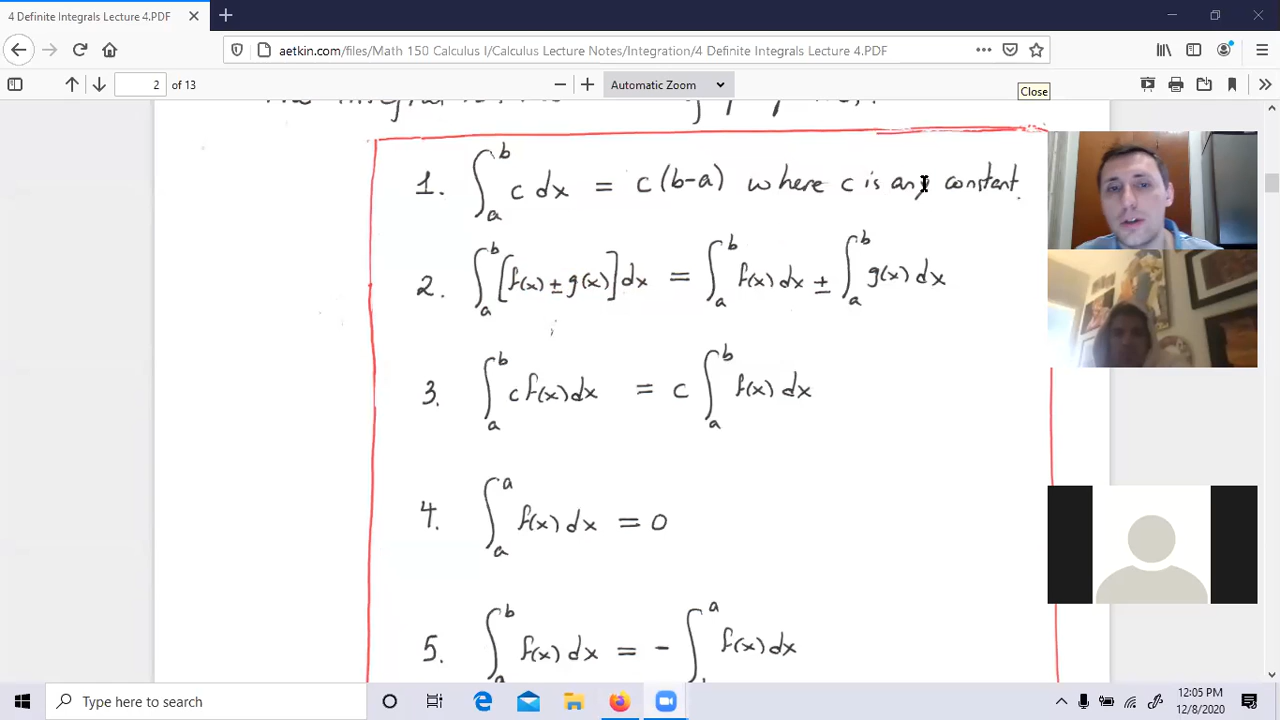 4 Definite Integrals Lecture 4.PDF
aetkin.com/files/Math 150 Calculus I/Calculus Lecture Notes/Integration/4 Definite Integrals Lecture 4.PDF
2 of 13
Automatic Zoom
Close
1. ∫_a^b c dx = c(b-a) where c is any constant.
2. ∫_a^b [f(x) ± g(x)] dx = ∫_a^b f(x) dx ± ∫_a^b g(x) dx
3. ∫_a^b c f(x) dx = c ∫_a^b f(x) dx
4. ∫_a^a f(x) dx = 0
5. ∫_a^b f(x) dx = - ∫_b^a f(x) dx
Type here to search
12:05 PM
12/8/2020